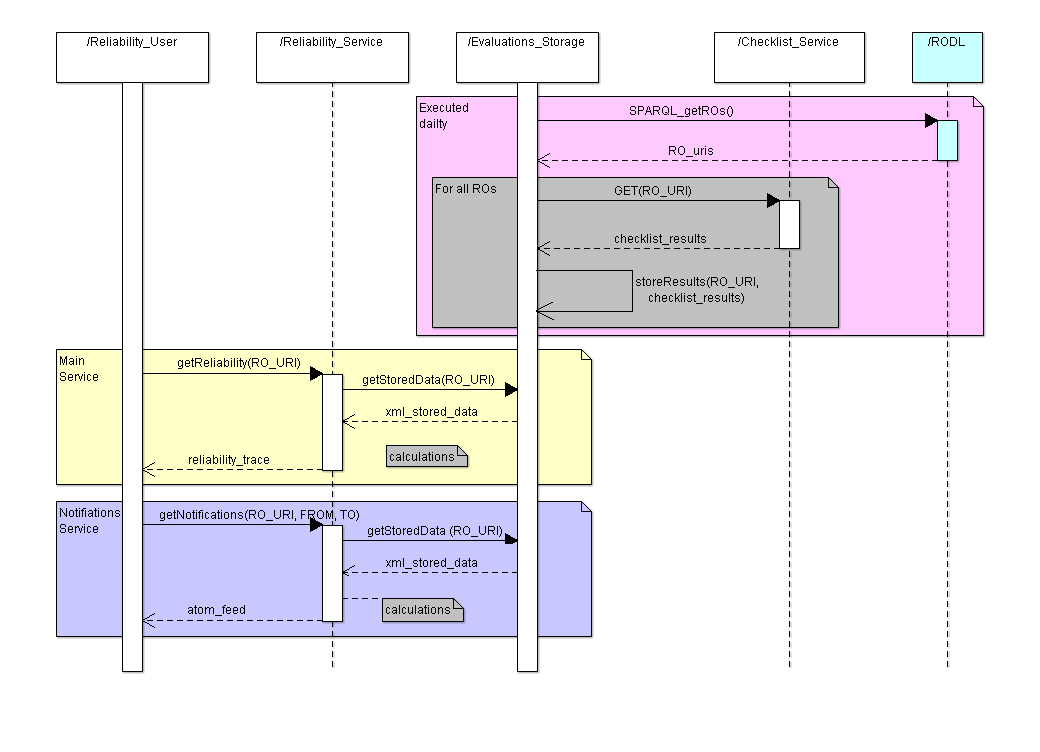 /Reliability_User
/Reliability_Service
/Evaluations_Storage
/Checklist_Service
/RODL
Executed
dailty
SPARQL_getROs()
RO_uris
For all ROs
GET(RO_URI)
checklist_results
storeResults(RO_URI,
checklist_results)
Main
Service
getReliability(RO_URI)
getStoredData(RO_URI)
xml_stored_data
calculations
reliability_trace
Notifiations
Service
getNotifications(RO_URI, FROM, TO)
getStoredData (RO_URI)
xml_stored_data
calculations
atom_feed